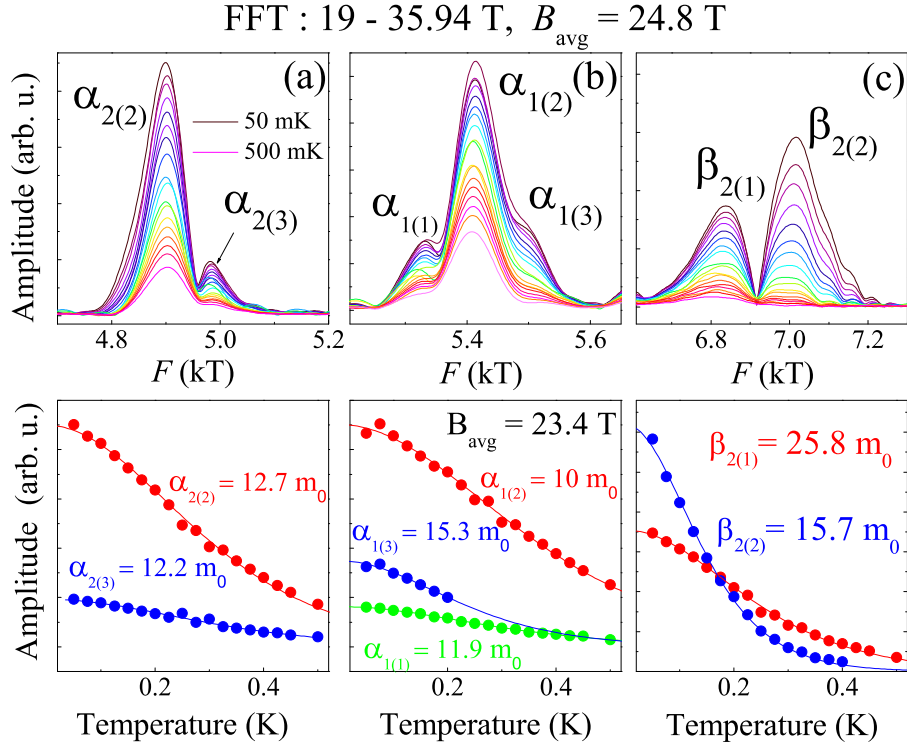 FFT : 19 - 35.94 T, B_avg = 24.8 T
Amplitude (arb. u.)
(a)
α2(2)
50 mK
500 mK
α2(3)
4.8 5.0 5.2
F (kT)
(b)
α1(2)
α1(1)
α1(3)
5.4 5.6
F (kT)
(c)
β2(1)
β2(2)
6.8 7.0 7.2
F (kT)
Amplitude (arb. u.)
α2(2) = 12.7 m0
α2(3) = 12.2 m0
0.2 0.4
Temperature (K)
B_avg = 23.4 T
α1(2) = 10 m0
α1(3) = 15.3 m0
α1(1) = 11.9 m0
0.2 0.4
Temperature (K)
β2(1) = 25.8 m0
β2(2) = 15.7 m0
0.2 0.4
Temperature (K)